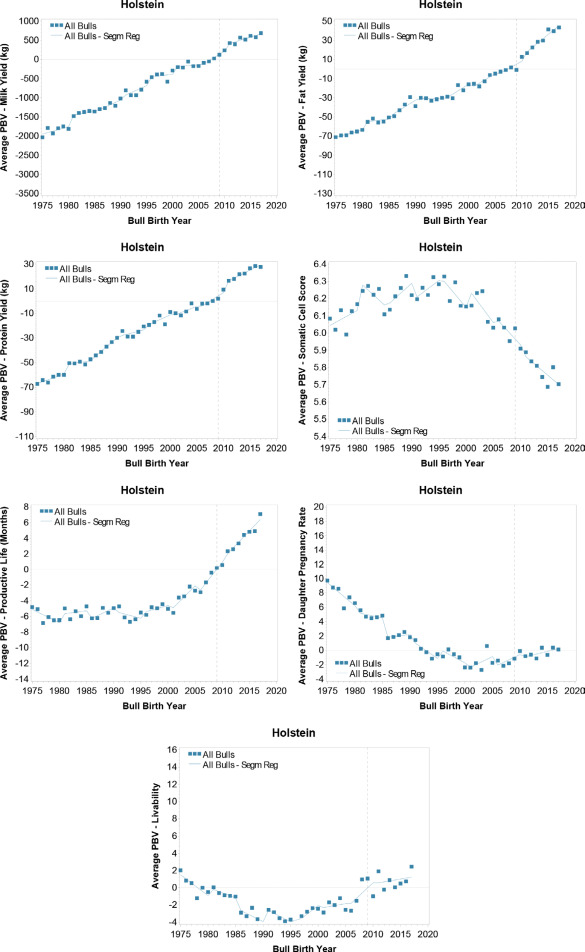 Holstein
Average PBV - Milk Yield (kg)
1000
500
0
-500
-1000
-1500
-2000
-2500
-3000
-3500
All Bulls
All Bulls - Segm Reg
1975 1980 1985 1990 1995 2000 2005 2010 2015 2020
Bull Birth Year
Holstein
Average PBV - Fat Yield (kg)
50
30
10
-10
-30
-50
-70
-90
-110
-130
All Bulls
All Bulls - Segm Reg
1975 1980 1985 1990 1995 2000 2005 2010 2015 2020
Bull Birth Year
Holstein
Average PBV - Protein Yield (kg)
30
10
-10
-30
-50
-70
-90
-110
All Bulls
All Bulls - Segm Reg
1975 1980 1985 1990 1995 2000 2005 2010 2015 2020
Bull Birth Year
Holstein
Average PBV - Somatic Cell Score
6.4
6.3
6.2
6.1
6.0
5.9
5.8
5.7
5.6
5.5
5.4
All Bulls
All Bulls - Segm Reg
1975 1980 1985 1990 1995 2000 2005 2010 2015 2020
Bull Birth Year
Holstein
Average PBV - Productive Life (Months)
8
6
4
2
0
-2
-4
-6
-8
-10
-12
-14
All Bulls
All Bulls - Segm Reg
1975 1980 1985 1990 1995 2000 2005 2010 2015 2020
Bull Birth Year
Holstein
Average PBV - Daughter Pregnancy Rate
20
18
16
14
12
10
8
6
4
2
0
-2
-4
All Bulls
All Bulls - Segm Reg
1975 1980 1985 1990 1995 2000 2005 2010 2015 2020
Bull Birth Year
Holstein
Average PBV - Livability
16
14
12
10
8
6
4
2
0
-2
-4
All Bulls
All Bulls - Segm Reg
1975 1980 1985 1990 1995 2000 2005 2010 2015 2020
Bull Birth Year